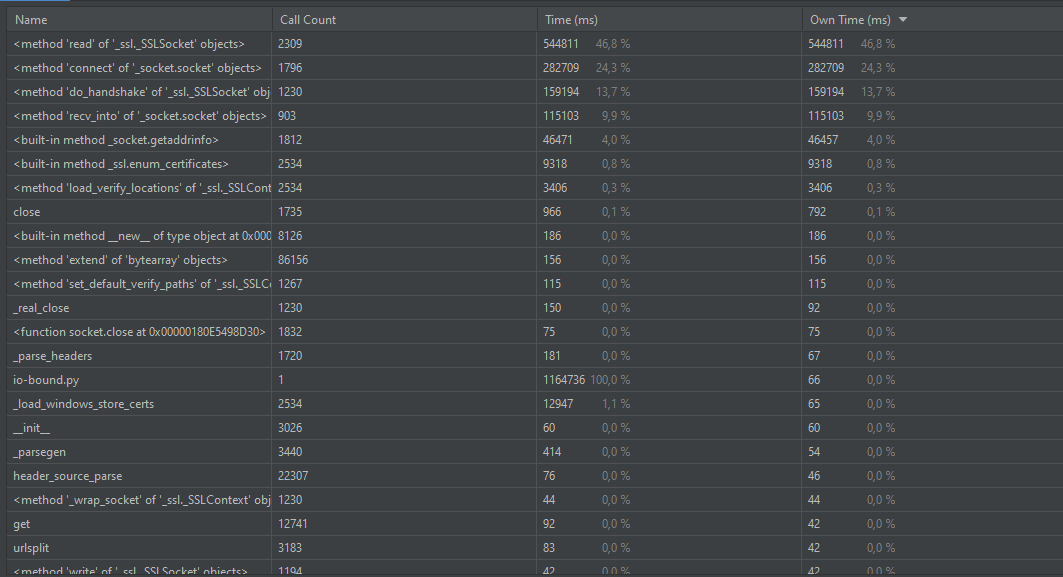 Name Call Count Time (ms) Own Time (ms)
<method 'read' of '_ssl._SSLSocket' objects> 2309 544811 46,8 % 544811 46,8 %
<method 'connect' of '_socket.socket' objects> 1796 282709 24,3 % 282709 24,3 %
<method 'do_handshake' of '_ssl._SSLSocket' obj 1230 159194 13,7 % 159194 13,7 %
<method 'recv_into' of '_socket.socket' objects> 903 115103 9,9 % 115103 9,9 %
<built-in method _socket.getaddrinfo> 1812 46471 4,0 % 46457 4,0 %
<built-in method _ssl.enum_certificates> 2534 9318 0,8 % 9318 0,8 %
<method 'load_verify_locations' of '_ssl._SSLCont 2534 3406 0,3 % 3406 0,3 %
close 1735 966 0,1 % 792 0,1 %
<built-in method __new__ of type object at 0x000 8126 186 0,0 % 186 0,0 %
<method 'extend' of 'bytearray' objects> 86156 156 0,0 % 156 0,0 %
<method 'set_default_verify_paths' of '_ssl._SSLC 1267 115 0,0 % 115 0,0 %
_real_close 1230 150 0,0 % 92 0,0 %
<function socket.close at 0x00000180E5498D30> 1832 75 0,0 % 75 0,0 %
_parse_headers 1720 181 0,0 % 67 0,0 %
io-bound.py 1 1164736 100,0 % 66 0,0 %
_load_windows_store_certs 2534 12947 1,1 % 65 0,0 %
__init__ 3026 60 0,0 % 60 0,0 %
_parsegen 3440 414 0,0 % 54 0,0 %
header_source_parse 22307 76 0,0 % 46 0,0 %
<method '_wrap_socket' of '_ssl._SSLContext' obj 1230 44 0,0 % 44 0,0 %
get 12741 92 0,0 % 42 0,0 %
urlsplit 3183 83 0,0 % 42 0,0 %
<method 'write' of '_ssl._SSLSocket' objects> 1194 42 0,0 % 42 0,0 %